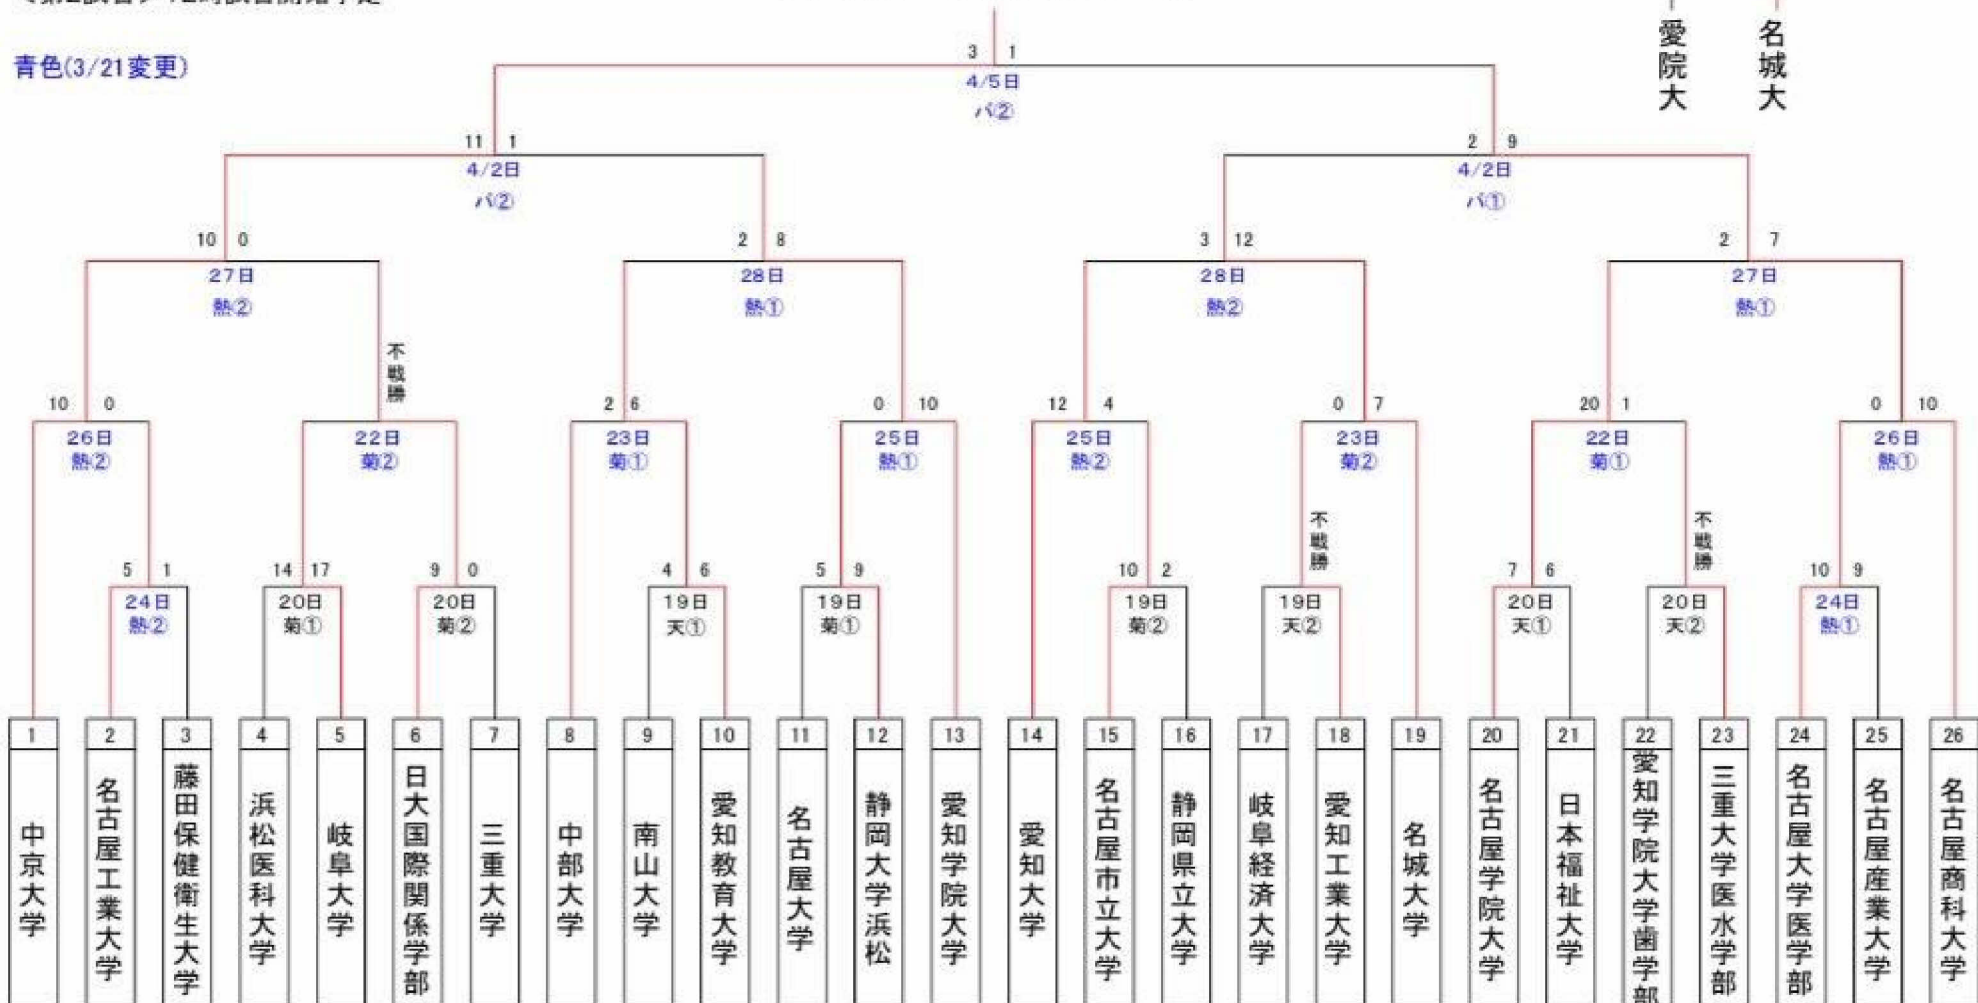 青色(3/21変更)
愛院大
名城大
3 1
4/5日
パ②
11 1
4/2日
パ②
2 9
4/2日
パ①
10 0
27日
熱②
2 8
28日
熱①
3 12
28日
熱②
2 7
27日
熱①
不戦勝
10 0
26日
熱②
22日
菊②
2 6
23日
菊①
0 10
25日
熱①
12 4
25日
熱②
0 7
23日
菊②
20 1
22日
菊①
0 10
26日
熱①
不戦勝
不戦勝
5 1
24日
熱②
14 17
20日
菊①
9 0
20日
菊②
4 6
19日
天①
5 9
19日
菊①
10 2
19日
菊②
19日
天②
7 6
20日
天①
20日
天②
10 9
24日
熱①
1
中京大学
2
名古屋工業大学
3
藤田保健衛生大学
4
浜松医科大学
5
岐阜大学
6
日大国際関係学部
7
三重大学
8
中部大学
9
南山大学
10
愛知教育大学
11
名古屋大学
12
静岡大学浜松
13
愛知学院大学
14
愛知大学
15
名古屋市立大学
16
静岡県立大学
17
岐阜経済大学
18
愛知工業大学
19
名城大学
20
名古屋学院大学
21
日本福祉大学
22
愛知学院大学歯学部
23
三重大学医水学部
24
名古屋大学医学部
25
名古屋産業大学
26
名古屋商科大学